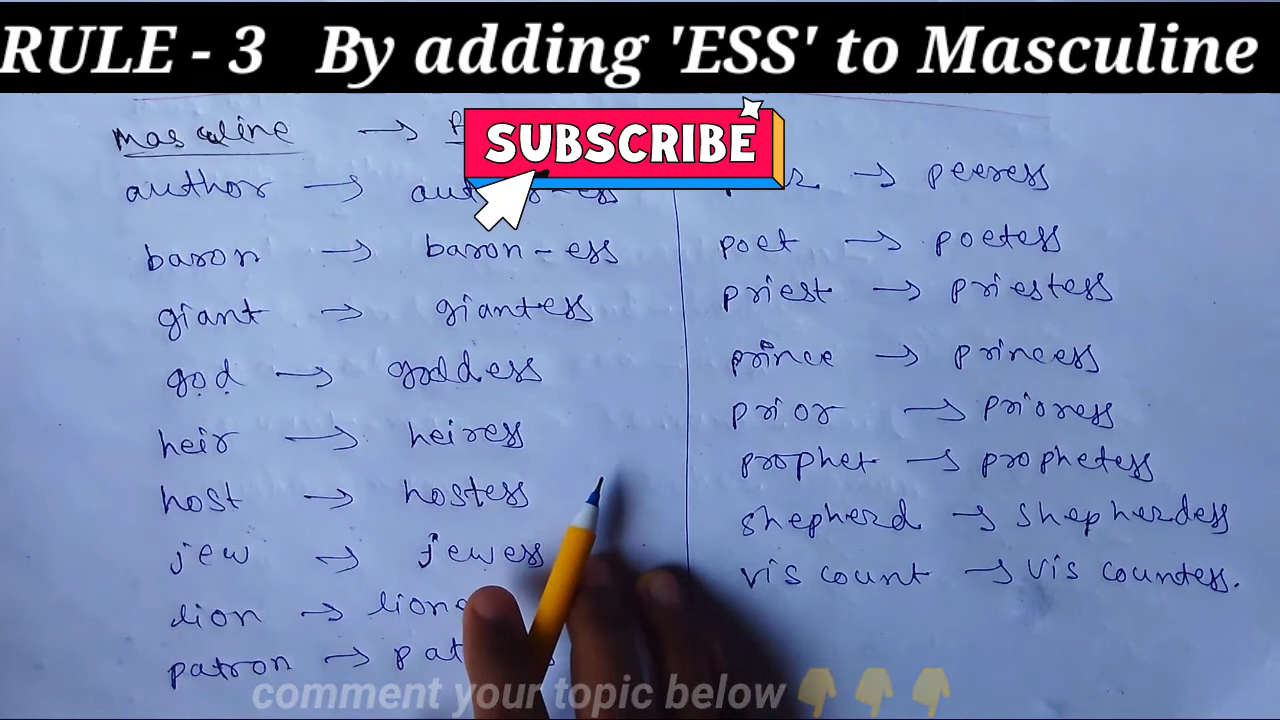 RULE - 3 By adding 'ESS' to Masculine
SUBSCRIBE
masculine →
author →
baron → baron-ess
giant → giantess
god → goddess
heir → heiress
host → hostess
jew → jewess
lion →
patron →
→ peeress
poet → poetess
priest → priestess
prince → princess
prior → prioress
prophet → prophetess
shepherd → shepherdess
viscount → viscountess.
comment your topic below 👇👇👇